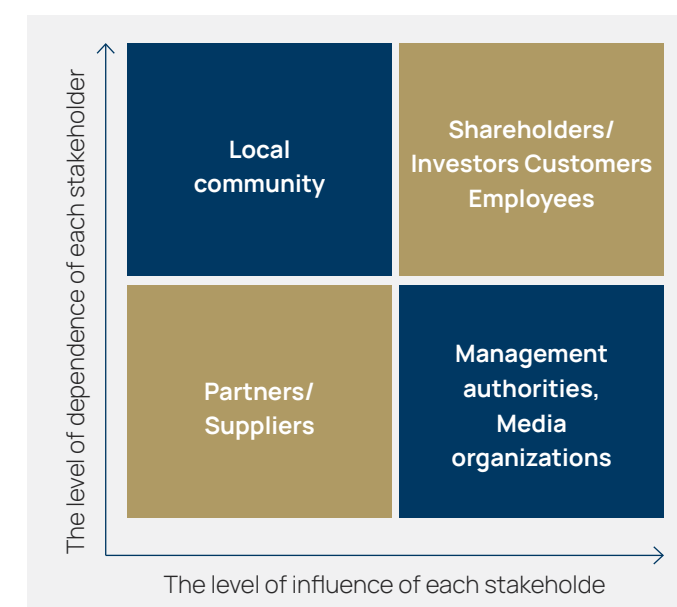 The level of dependence of each stakeholder
Local
community
Shareholders/
Investors Customers
Employees
Partners/
Suppliers
Management
authorities,
Media
organizations
The level of influence of each stakeholde